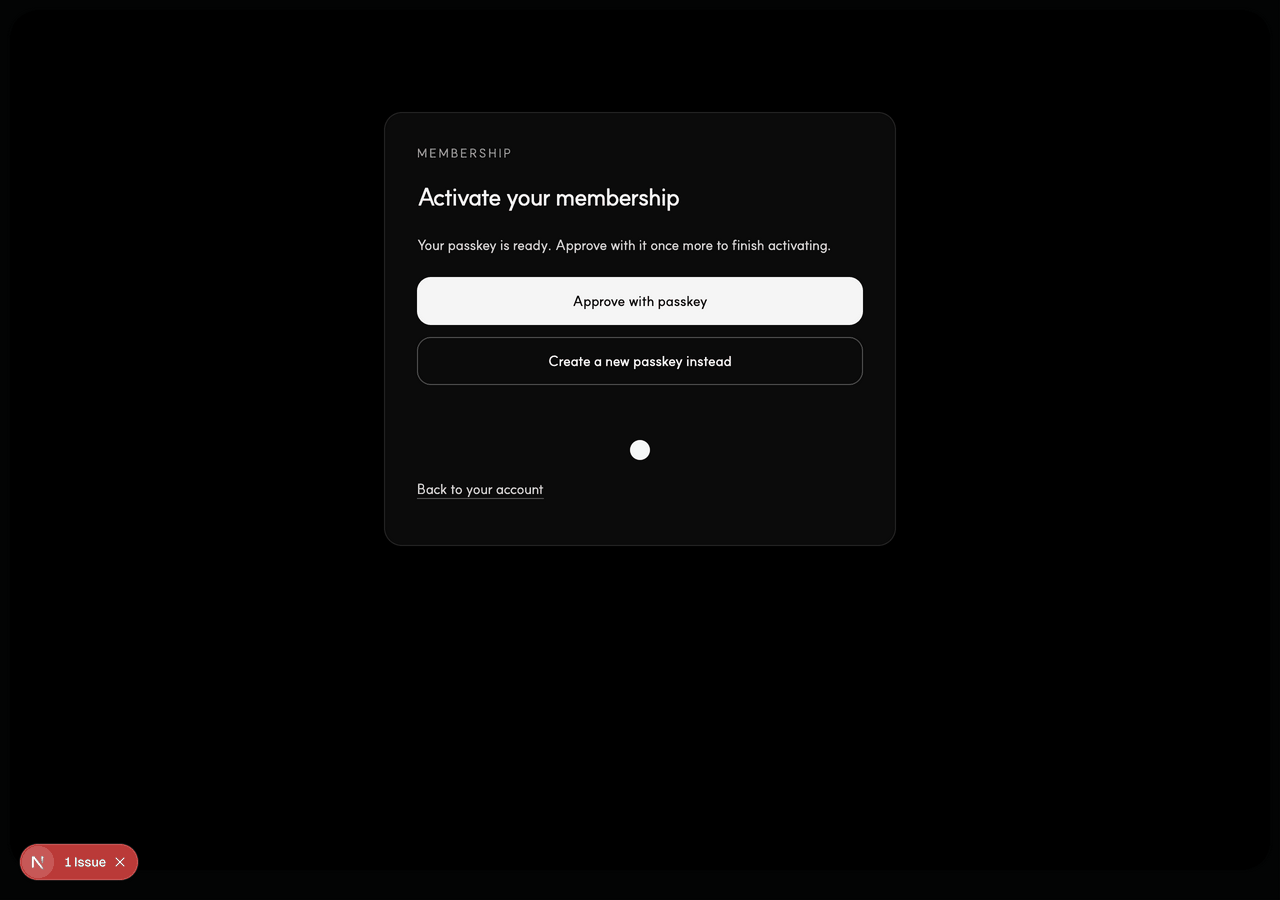 MEMBERSHIP
Activate your membership
Your passkey is ready. Approve with it once more to finish activating.
Approve with passkey
Create a new passkey instead
Back to your account
N 1 Issue